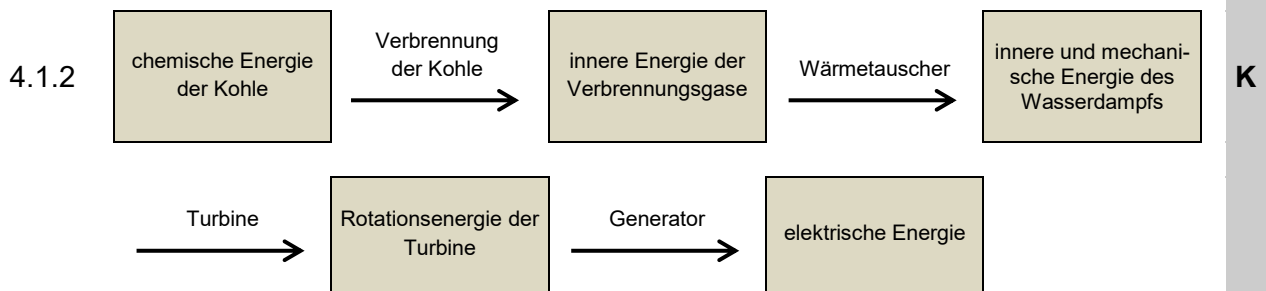 4.1.2
chemische Energie
der Kohle
Verbrennung
der Kohle
innere Energie der
Verbrennungsgase
Wärmetauscher
innere und mechani-
sche Energie des
Wasserdampfs
K
Turbine
Rotationsenergie der
Turbine
Generator
elektrische Energie